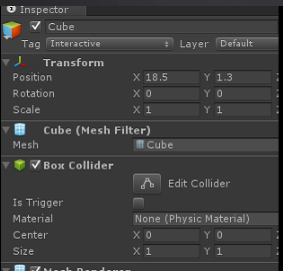 Inspector
Cube
Tag Interactive Layer Default
Transform
Position X 18.5 Y 1.3
Rotation X 0 Y 0
Scale X 1 Y 1
Cube (Mesh Filter)
Mesh Cube
Box Collider
Edit Collider
Is Trigger
Material None (Physic Material)
Center X 0 Y 0
Size X 1 Y 1
Mesh Renderer